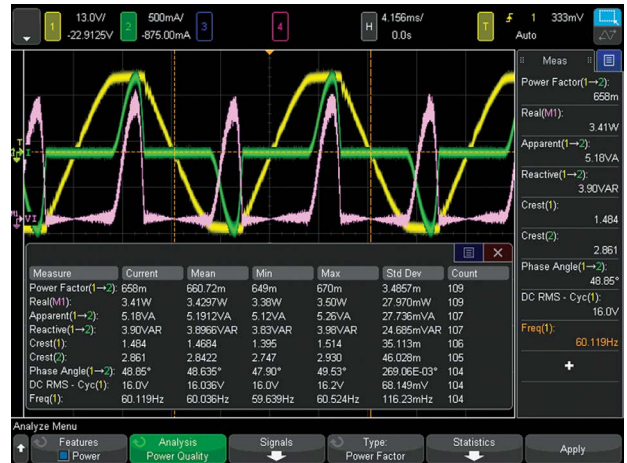 1 13.0V/ 2 500mA/ 3 4 H 4.156ms/ T 1 333mV
-22.9125V -875.00mA 0.0s Auto
Meas
Power Factor(1→2):
658m
Real(M1):
3.41W
Apparent(1→2):
5.18VA
Reactive(1→2):
3.90VAR
Crest(1):
1.484
Crest(2):
2.861
Phase Angle(1→2):
48.85°
DC RMS - Cyc(1):
16.0V
Freq(1):
60.119Hz
Measure Current Mean Min Max Std Dev Count
Power Factor(1→2): 658m 660.72m 649m 670m 3.4857m 109
Real(M1): 3.41W 3.4297W 3.38W 3.50W 27.970mW 109
Apparent(1→2): 5.18VA 5.1912VA 5.12VA 5.26VA 27.736mVA 107
Reactive(1→2): 3.90VAR 3.8966VAR 3.83VAR 3.98VAR 24.685mVAR 107
Crest(1): 1.484 1.4684 1.395 1.514 35.113m 106
Crest(2): 2.861 2.8422 2.747 2.930 46.028m 105
Phase Angle(1→2): 48.85° 48.635° 47.90° 49.53° 269.06E-03° 104
DC RMS - Cyc(1): 16.0V 16.036V 16.0V 16.2V 68.149mV 104
Freq(1): 60.119Hz 60.036Hz 59.639Hz 60.524Hz 116.23mHz 104
Analyze Menu
Features Analysis Signals Type: Statistics Apply
Power Power Quality Power Factor